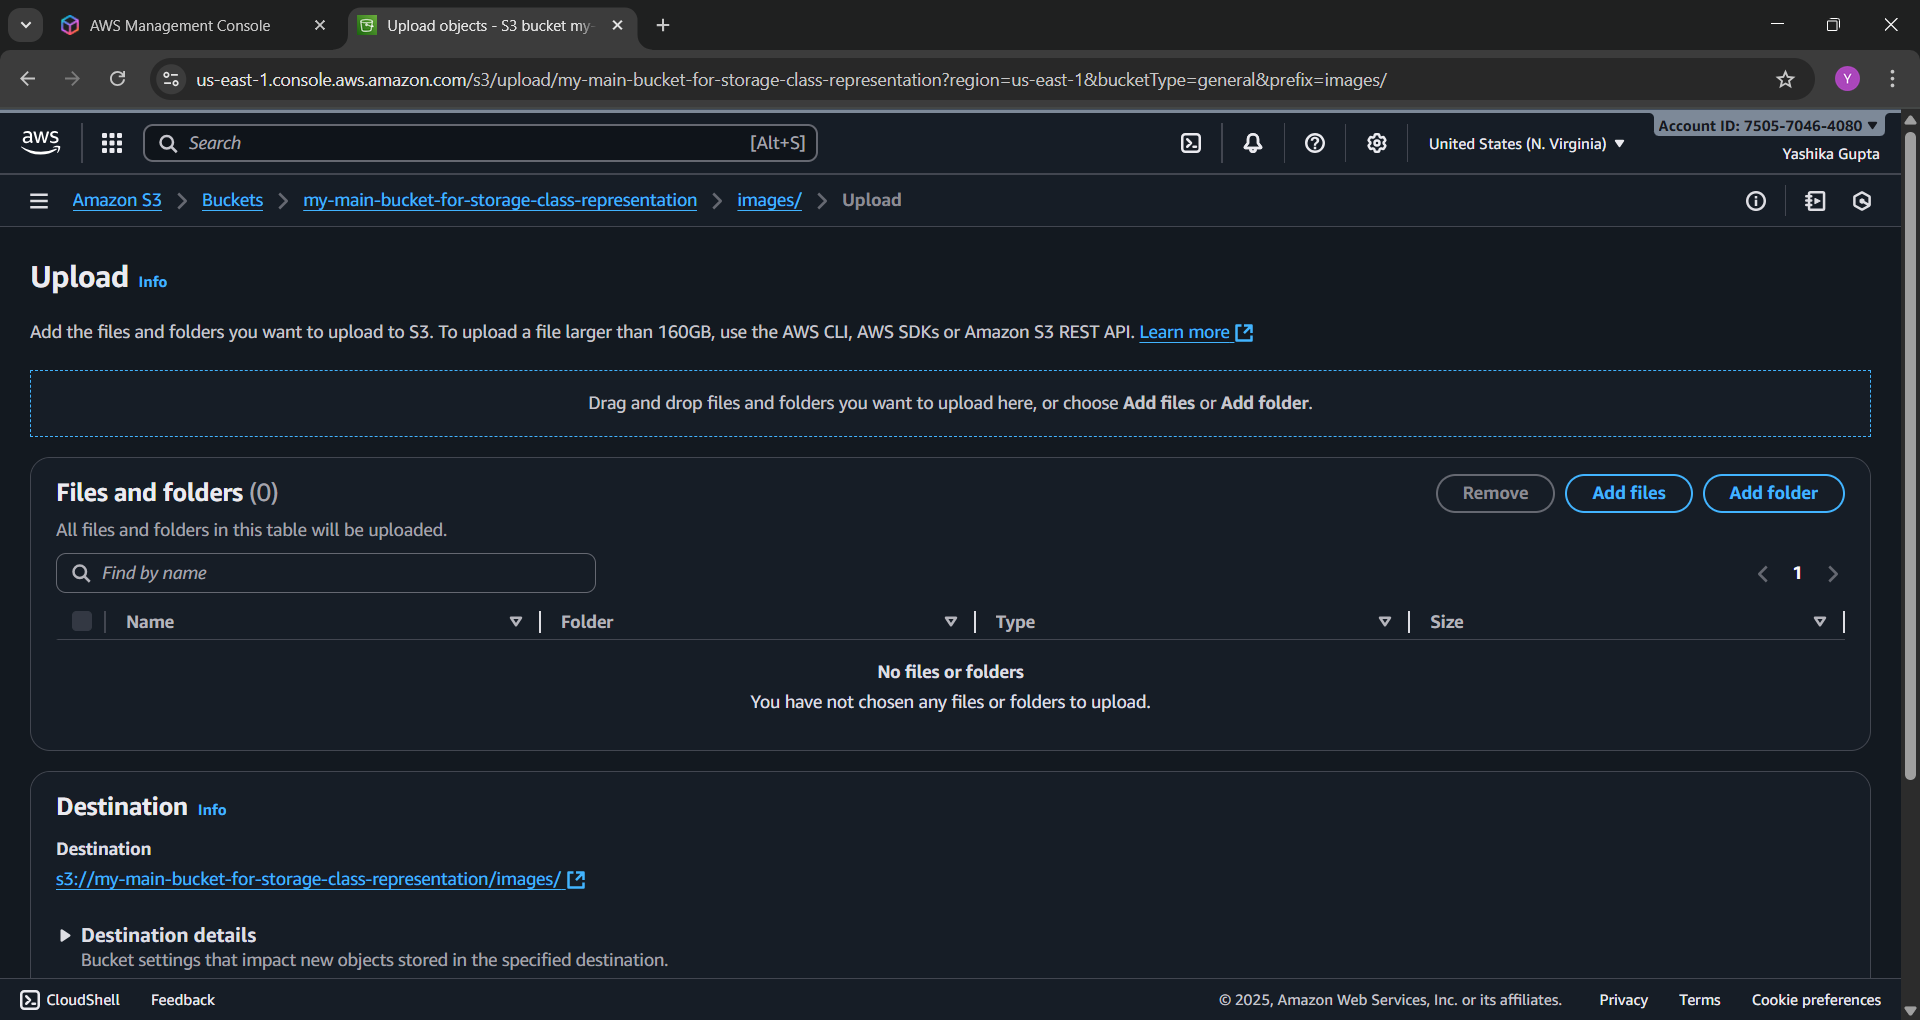 AWS Management Console
Upload objects - S3 bucket my-
us-east-1.console.aws.amazon.com/s3/upload/my-main-bucket-for-storage-class-representation?region=us-east-1&bucketType=general&prefix=images/
Y
aws
Search
[Alt+S]
United States (N. Virginia)
Account ID: 7505-7046-4080
Yashika Gupta
Amazon S3 > Buckets > my-main-bucket-for-storage-class-representation > images/ > Upload
Upload Info
Add the files and folders you want to upload to S3. To upload a file larger than 160GB, use the AWS CLI, AWS SDKs or Amazon S3 REST API. Learn more
Drag and drop files and folders you want to upload here, or choose Add files or Add folder.
Files and folders (0)
Remove Add files Add folder
All files and folders in this table will be uploaded.
Find by name
1
Name Folder Type Size
No files or folders
You have not chosen any files or folders to upload.
Destination Info
Destination
s3://my-main-bucket-for-storage-class-representation/images/
Destination details
Bucket settings that impact new objects stored in the specified destination.
CloudShell Feedback © 2025, Amazon Web Services, Inc. or its affiliates. Privacy Terms Cookie preferences